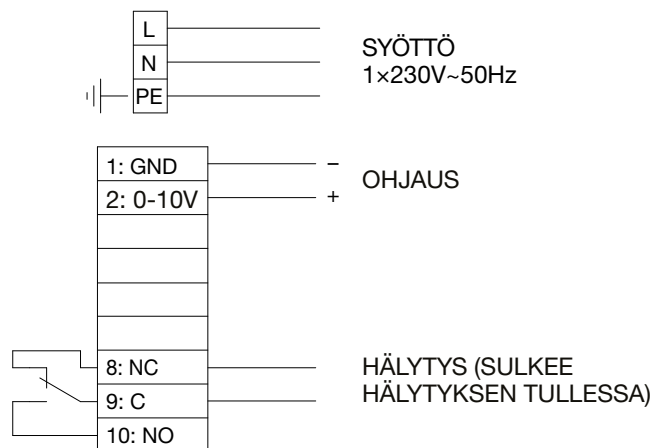 L
N
PE
SYÖTTÖ
1×230V~50Hz
1: GND
2: 0-10V
−
+
OHJAUS
8: NC
9: C
10: NO
HÄLYTYS (SULKEE
HÄLYTYKSEN TULLESSA)